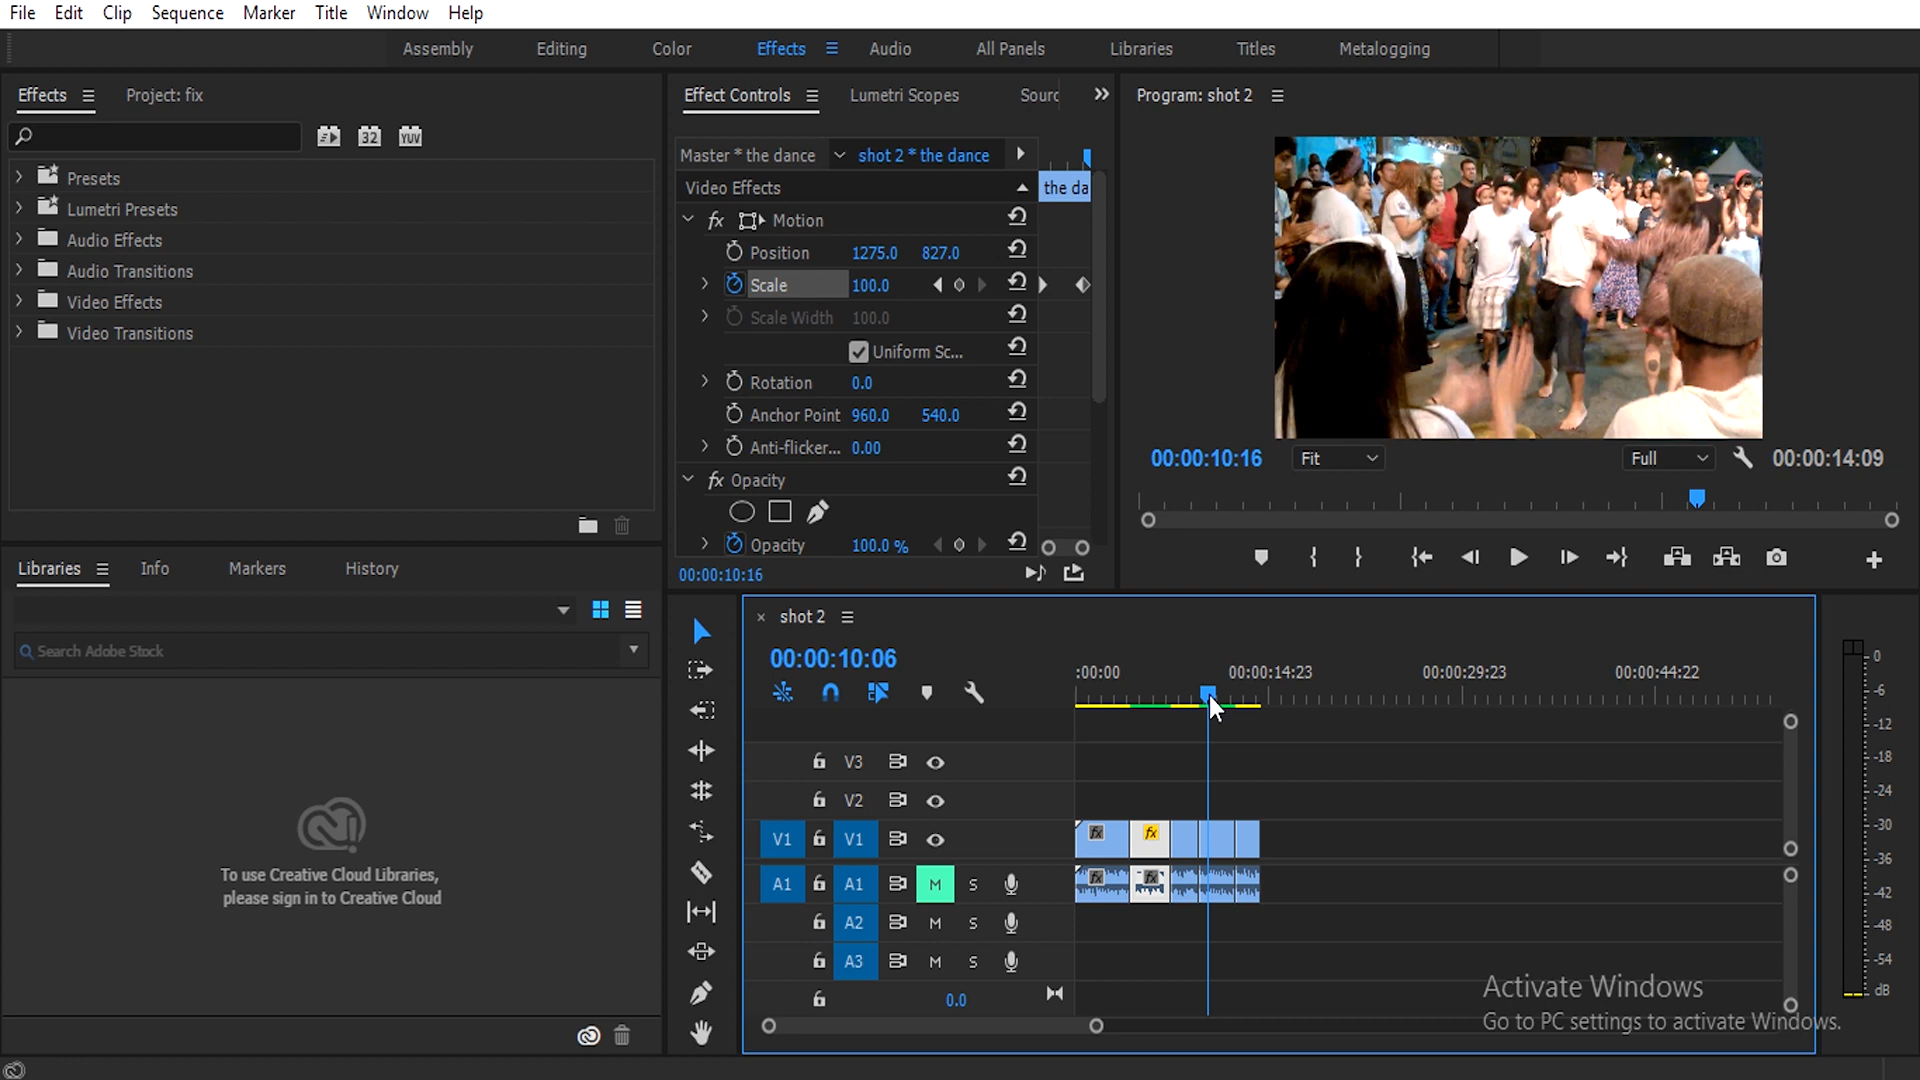 File Edit Clip Sequence Marker Title Window Help
Assembly Editing Color Effects Audio All Panels Libraries Titles Metalogging
Effects Project: fix
32 YUV
Presets
Lumetri Presets
Audio Effects
Audio Transitions
Video Effects
Video Transitions
Effect Controls Lumetri Scopes Sourc
Master * the dance shot 2 * the dance
Video Effects the da
fx Motion
Position 1275.0 827.0
Scale 100.0
Scale Width 100.0
Uniform Sc...
Rotation 0.0
Anchor Point 960.0 540.0
Anti-flicker... 0.00
fx Opacity
Opacity 100.0 %
00:00:10:16
Program: shot 2
00:00:10:16 Fit Full 00:00:14:09
Libraries Info Markers History
Search Adobe Stock
To use Creative Cloud Libraries,
please sign in to Creative Cloud
× shot 2
00:00:10:06
:00:00 00:00:14:23 00:00:29:23 00:00:44:22
V3
V2
V1 V1 fx fx
A1 A1 M S fx fx
A2 M S
A3 M S
0.0
0
-6
-12
-18
-24
-30
-36
-42
-48
-54
dB
Activate Windows
Go to PC settings to activate Windows.